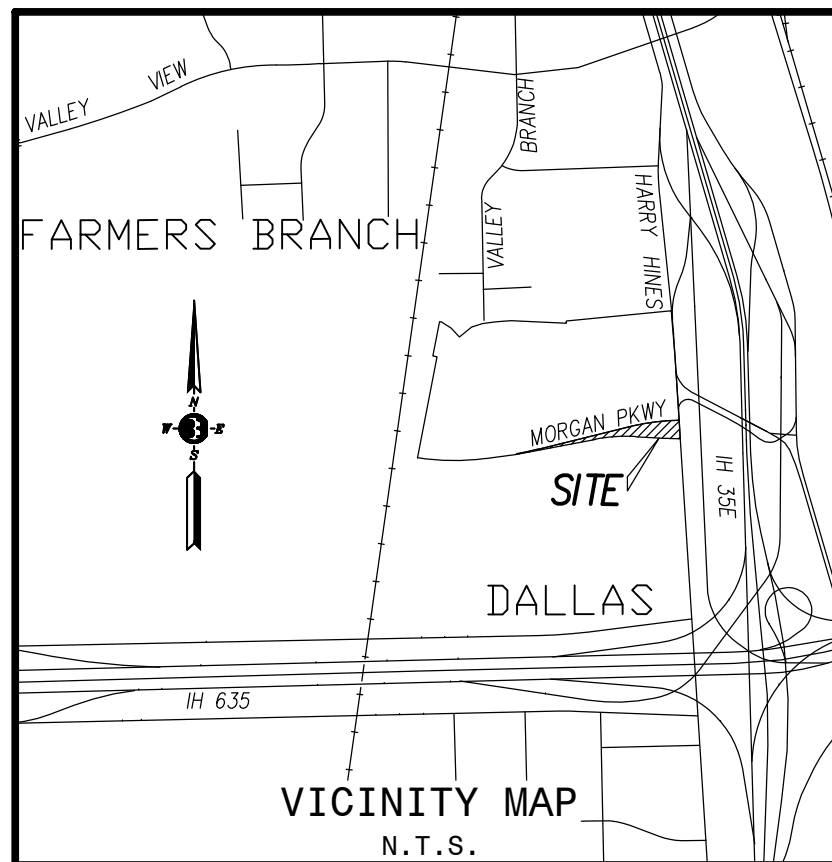 VALLEY VIEW
BRANCH
VALLEY
HARRY HINES
FARMERS BRANCH
N
W E
S
MORGAN PKWY
SITE
IH 35E
DALLAS
IH 635
VICINITY MAP
N.T.S.